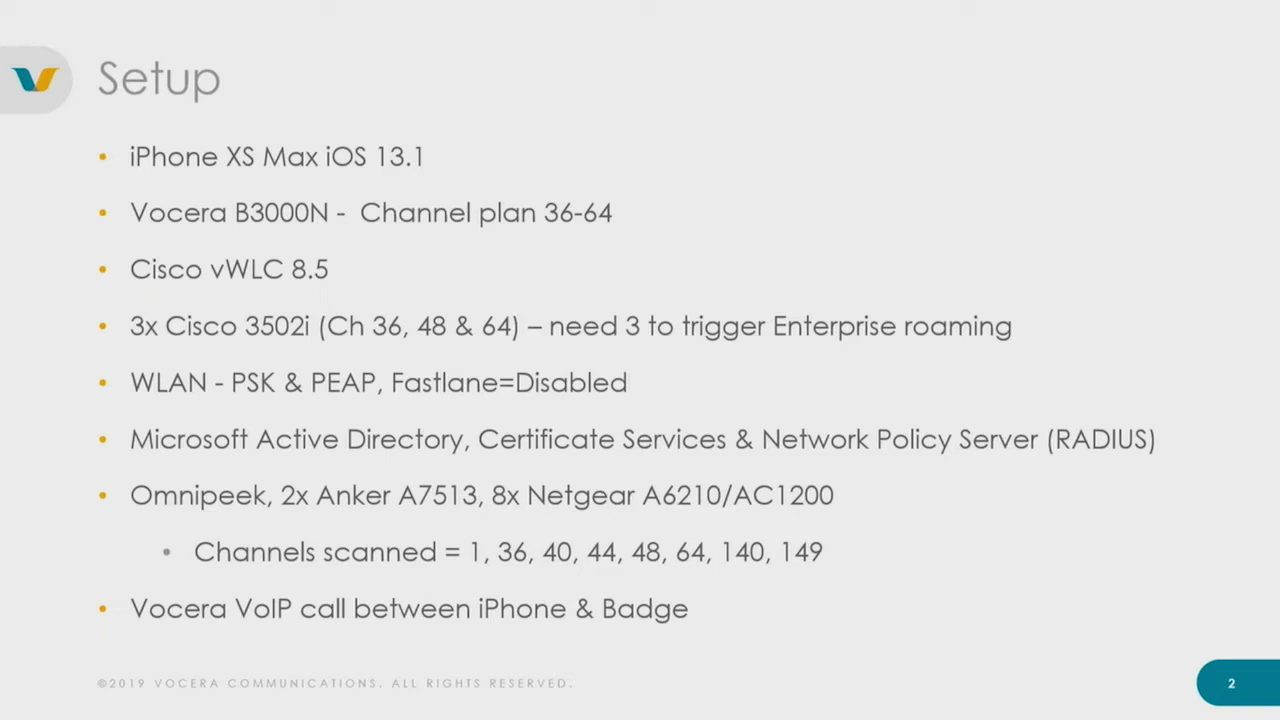 Setup
• iPhone XS Max iOS 13.1
• Vocera B3000N - Channel plan 36-64
• Cisco vWLC 8.5
• 3x Cisco 3502i (Ch 36, 48 & 64) – need 3 to trigger Enterprise roaming
• WLAN - PSK & PEAP, Fastlane=Disabled
• Microsoft Active Directory, Certificate Services & Network Policy Server (RADIUS)
• Omnipeek, 2x Anker A7513, 8x Netgear A6210/AC1200
• Channels scanned = 1, 36, 40, 44, 48, 64, 140, 149
• Vocera VoIP call between iPhone & Badge
©2019 VOCERA COMMUNICATIONS. ALL RIGHTS RESERVED.
2